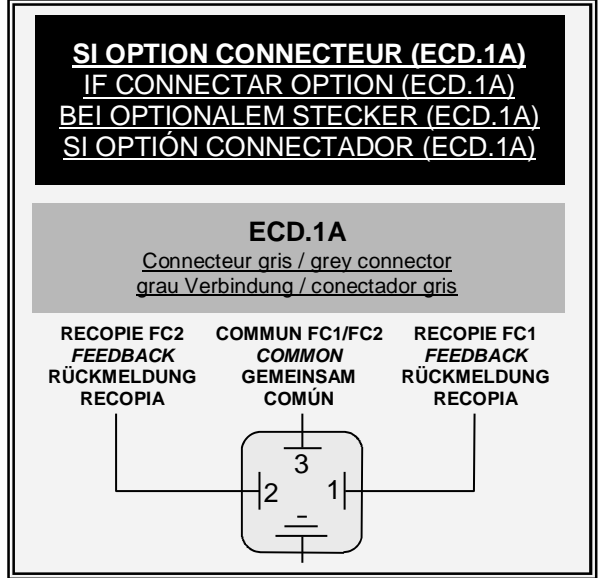 SI OPTION CONNECTEUR (ECD.1A)
IF CONNECTAR OPTION (ECD.1A)
BEI OPTIONALEM STECKER (ECD.1A)
SI OPTIÓN CONNECTADOR (ECD.1A)
ECD.1A
Connecteur gris / grey connector
grau Verbindung / conectador gris
RECOPIE FC2
FEEDBACK
RÜCKMELDUNG
RECOPIA
COMMUN FC1/FC2
COMMON
GEMEINSAM
COMÚN
RECOPIE FC1
FEEDBACK
RÜCKMELDUNG
RECOPIA
3
2
1